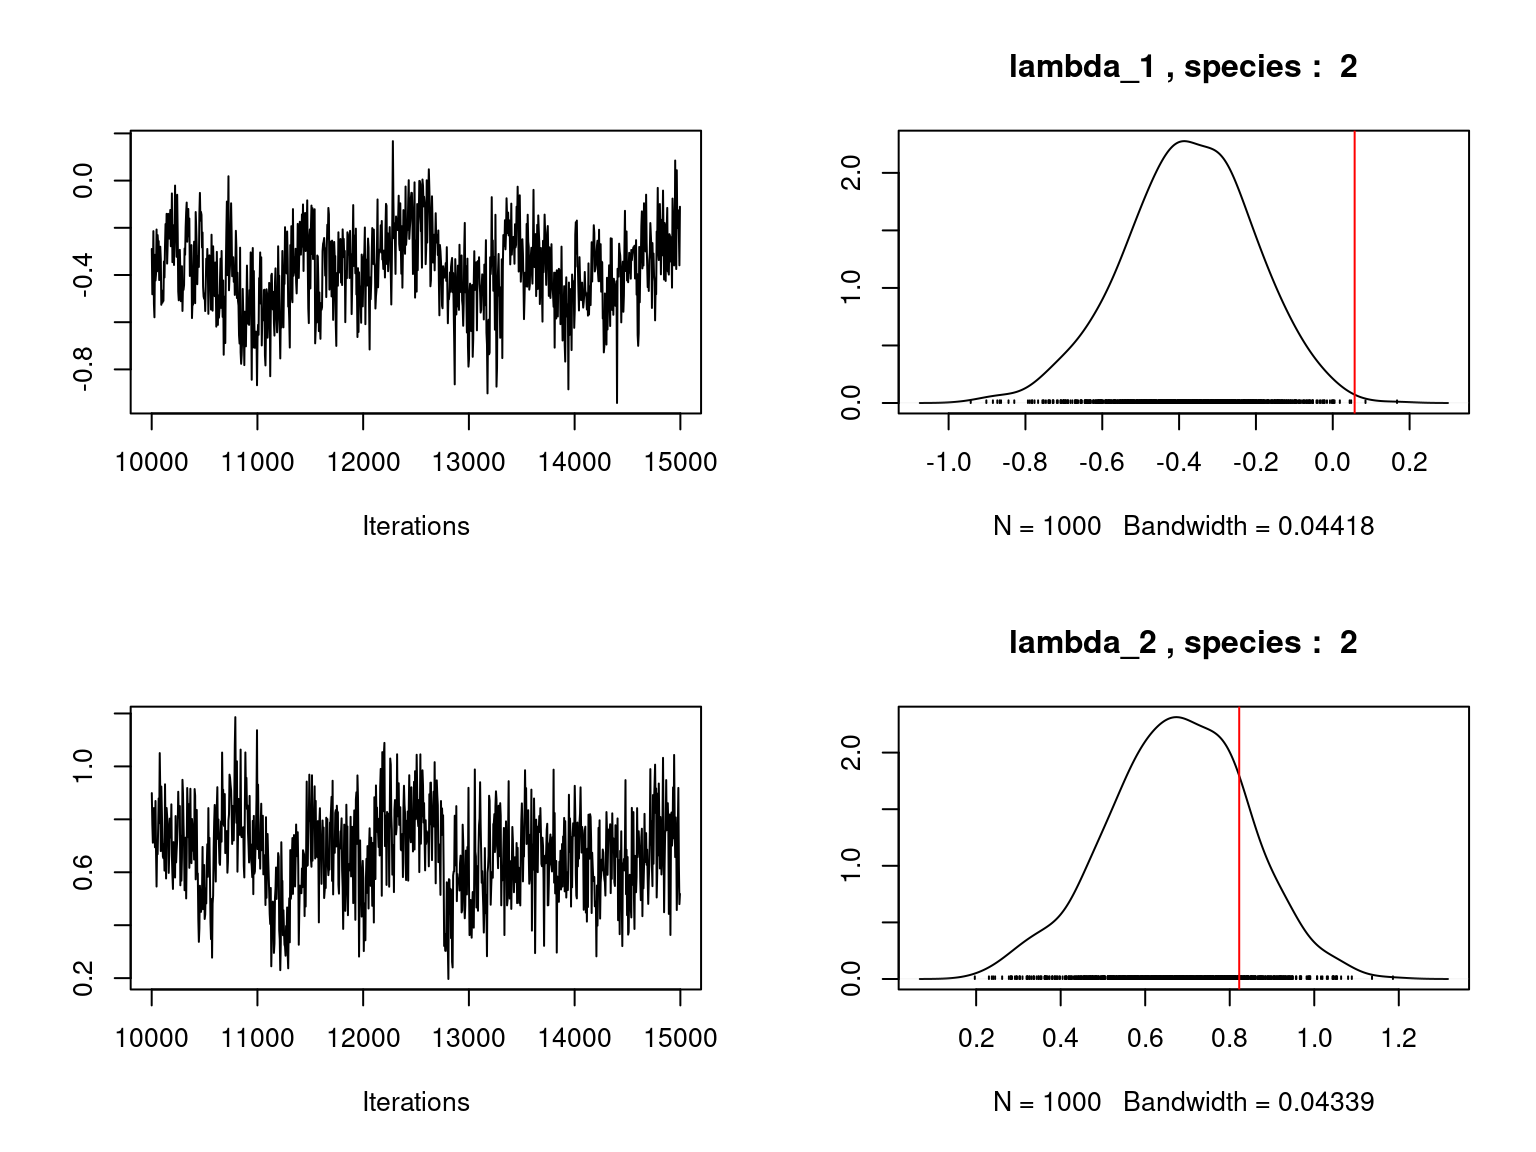 lambda_1 , species : 2
0.0
-0.4
-0.8
10000 11000 12000 13000 14000 15000
Iterations
2.0
1.0
0.0
-1.0 -0.8 -0.6 -0.4 -0.2 0.0 0.2
N = 1000 Bandwidth = 0.04418
lambda_2 , species : 2
1.0
0.6
0.2
10000 11000 12000 13000 14000 15000
Iterations
2.0
1.0
0.0
0.2 0.4 0.6 0.8 1.0 1.2
N = 1000 Bandwidth = 0.04339